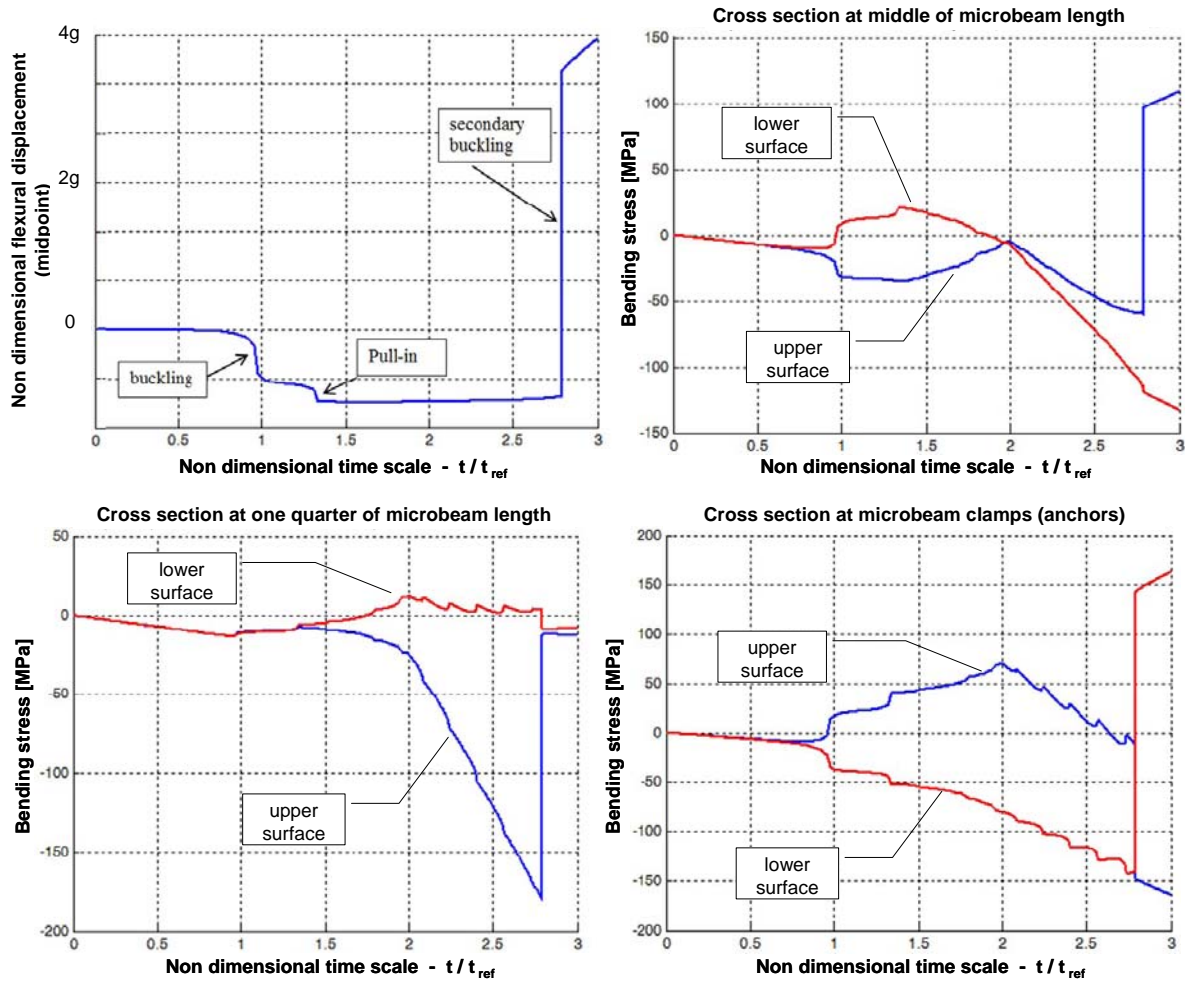 4g
2g
0
Non dimensional flexural displacement
(midpoint)
secondary
buckling
buckling
Pull-in
0 0.5 1 1.5 2 2.5 3
Non dimensional time scale - t / t ref
Cross section at middle of microbeam length
150
100
50
0
-50
-100
-150
Bending stress [MPa]
lower
surface
upper
surface
0 0.5 1 1.5 2 2.5 3
Non dimensional time scale - t / t ref
Cross section at one quarter of microbeam length
50
0
-50
-100
-150
-200
Bending stress [MPa]
lower
surface
upper
surface
0 0.5 1 1.5 2 2.5 3
Non dimensional time scale - t / t ref
Cross section at microbeam clamps (anchors)
200
150
100
50
0
-50
-100
-150
-200
Bending stress [MPa]
upper
surface
lower
surface
0 0.5 1 1.5 2 2.5 3
Non dimensional time scale - t / t ref